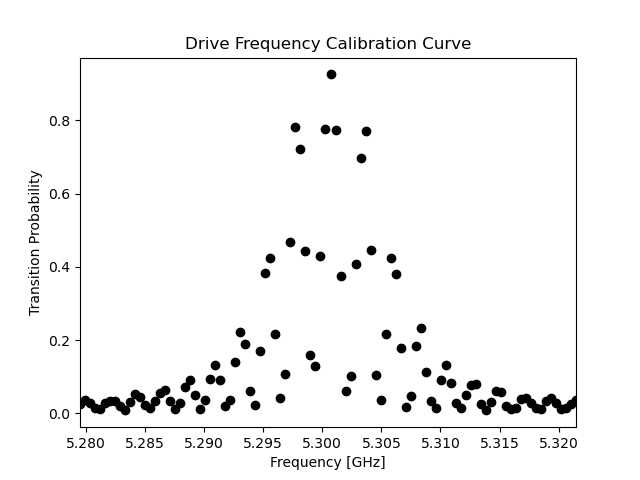 Drive Frequency Calibration Curve
Transition Probability
0.8
0.6
0.4
0.2
0.0
5.280 5.285 5.290 5.295 5.300 5.305 5.310 5.315 5.320
Frequency [GHz]